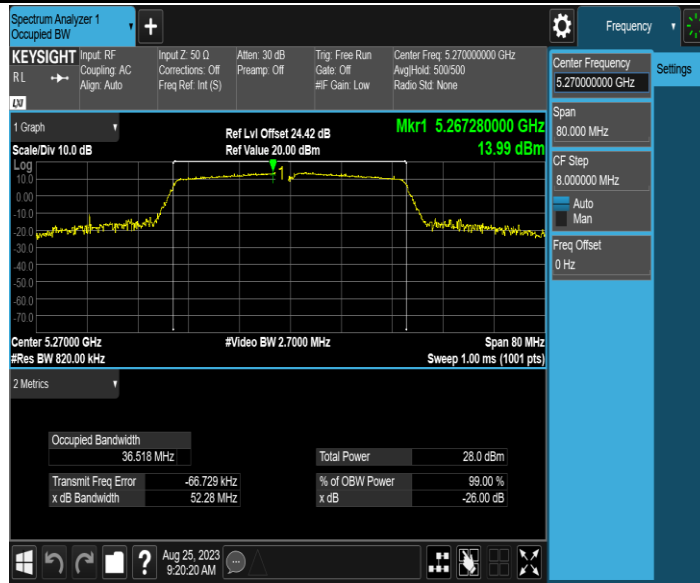 Spectrum Analyzer 1
Occupied BW
+
Frequency
KEYSIGHT
Input: RF
Coupling: AC
Align: Auto
Input Z: 50 Ω
Corrections: Off
Freq Ref: Int (S)
Atten: 30 dB
Preamp: Off
Trig: Free Run
Gate: Off
#IF Gain: Low
Center Freq: 5.270000000 GHz
Avg|Hold: 500/500
Radio Std: None
RL
LXI
Center Frequency
5.270000000 GHz
Settings
Span
80.000 MHz
CF Step
8.000000 MHz
Auto
Man
Freq Offset
0 Hz
1 Graph
Ref Lvl Offset 24.42 dB
Mkr1 5.267280000 GHz
Scale/Div 10.0 dB
Ref Value 20.00 dBm
13.99 dBm
Log
10.0
0.00
-10.0
-20.0
-30.0
-40.0
-50.0
-60.0
-70.0
1
Center 5.27000 GHz
#Video BW 2.7000 MHz
Span 80 MHz
#Res BW 820.00 kHz
Sweep 1.00 ms (1001 pts)
2 Metrics
Occupied Bandwidth
36.518 MHz
Total Power 28.0 dBm
Transmit Freq Error -66.729 kHz
% of OBW Power 99.00 %
x dB Bandwidth 52.28 MHz
x dB -26.00 dB
?
Aug 25, 2023
9:20:20 AM